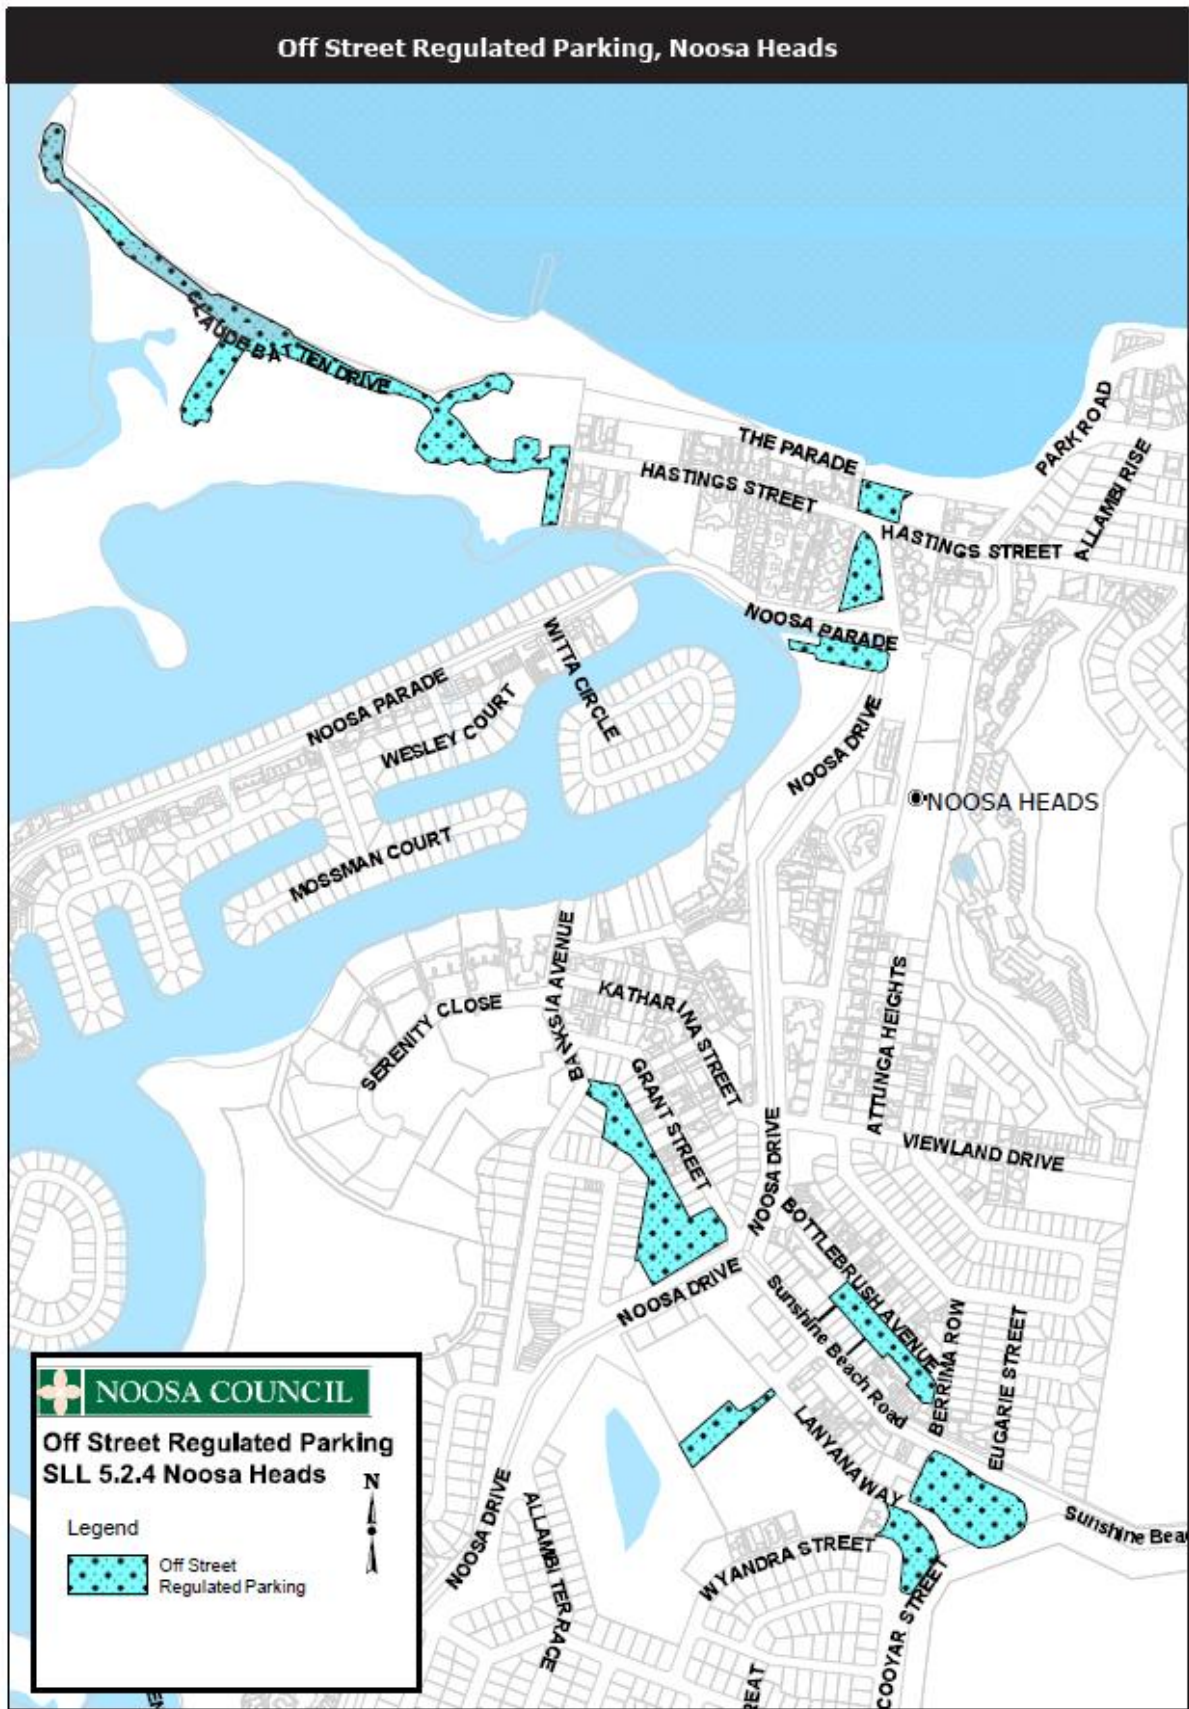 Off Street Regulated Parking, Noosa Heads
CLAUDE BATTEN DRIVE
PARK ROAD
THE PARADE
ALLAMBI RISE
HASTINGS STREET
HASTINGS STREET
NOOSA PARADE
WITTA CIRCLE
NOOSA PARADE
WESLEY COURT
NOOSA DRIVE
NOOSA HEADS
MOSSMAN COURT
BANKSIA AVENUE
KATHARINA STREET
ATTUNGA HEIGHTS
SERENITY CLOSE
GRANT STREET
NOOSA DRIVE
VIEWLAND DRIVE
BOTTLEBRUSH AVENUE
NOOSA DRIVE
Sunshine Beach Road
BERRIMA ROW
EUGARIE STREET
LANYANA WAY
Sunshine Bea
WYANDRA STREET
COOYAR STREET
NOOSA DRIVE
ALLAMBI TERRACE
REAT
EN
NOOSA COUNCIL
Off Street Regulated Parking
SLL 5.2.4 Noosa Heads
N
Legend
Off Street
Regulated Parking